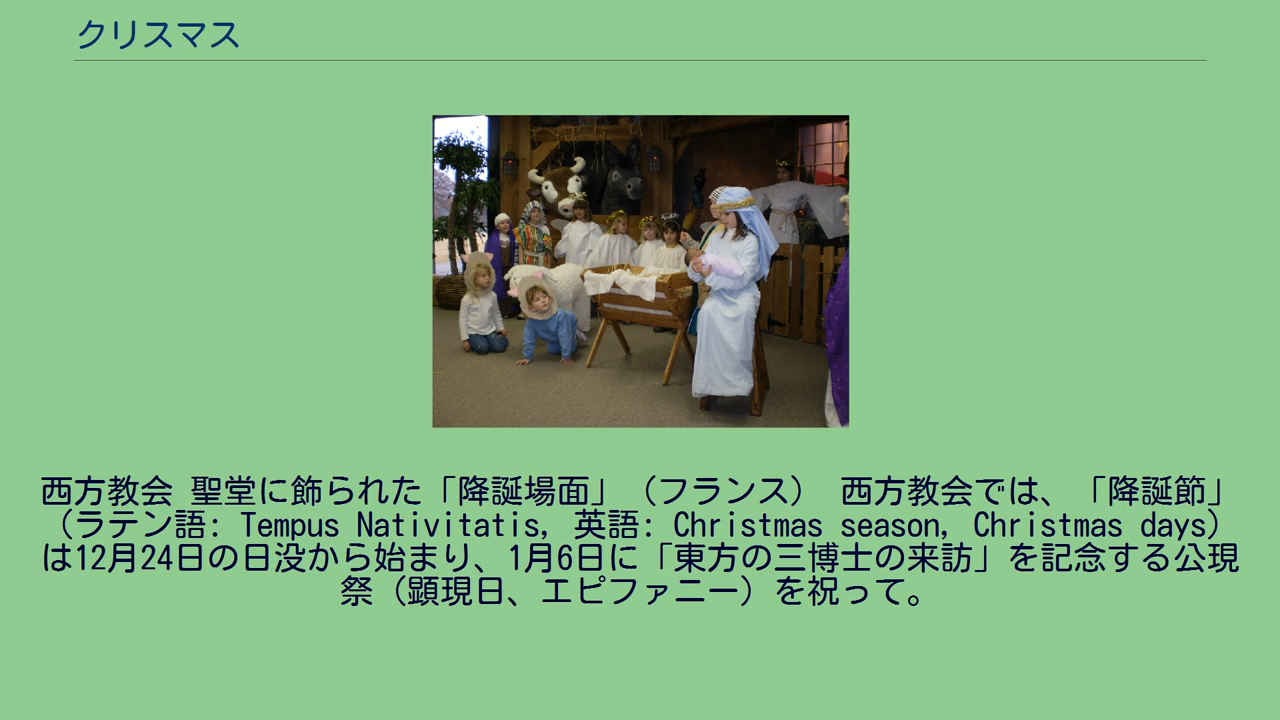 クリスマス
西方教会 聖堂に飾られた「降誕場面」（フランス） 西方教会では、「降誕節」
（ラテン語: Tempus Nativitatis, 英語: Christmas season, Christmas days）
は12月24日の日没から始まり、1月6日に「東方の三博士の来訪」を記念する公現
祭（顕現日、エピファニー）を祝って。